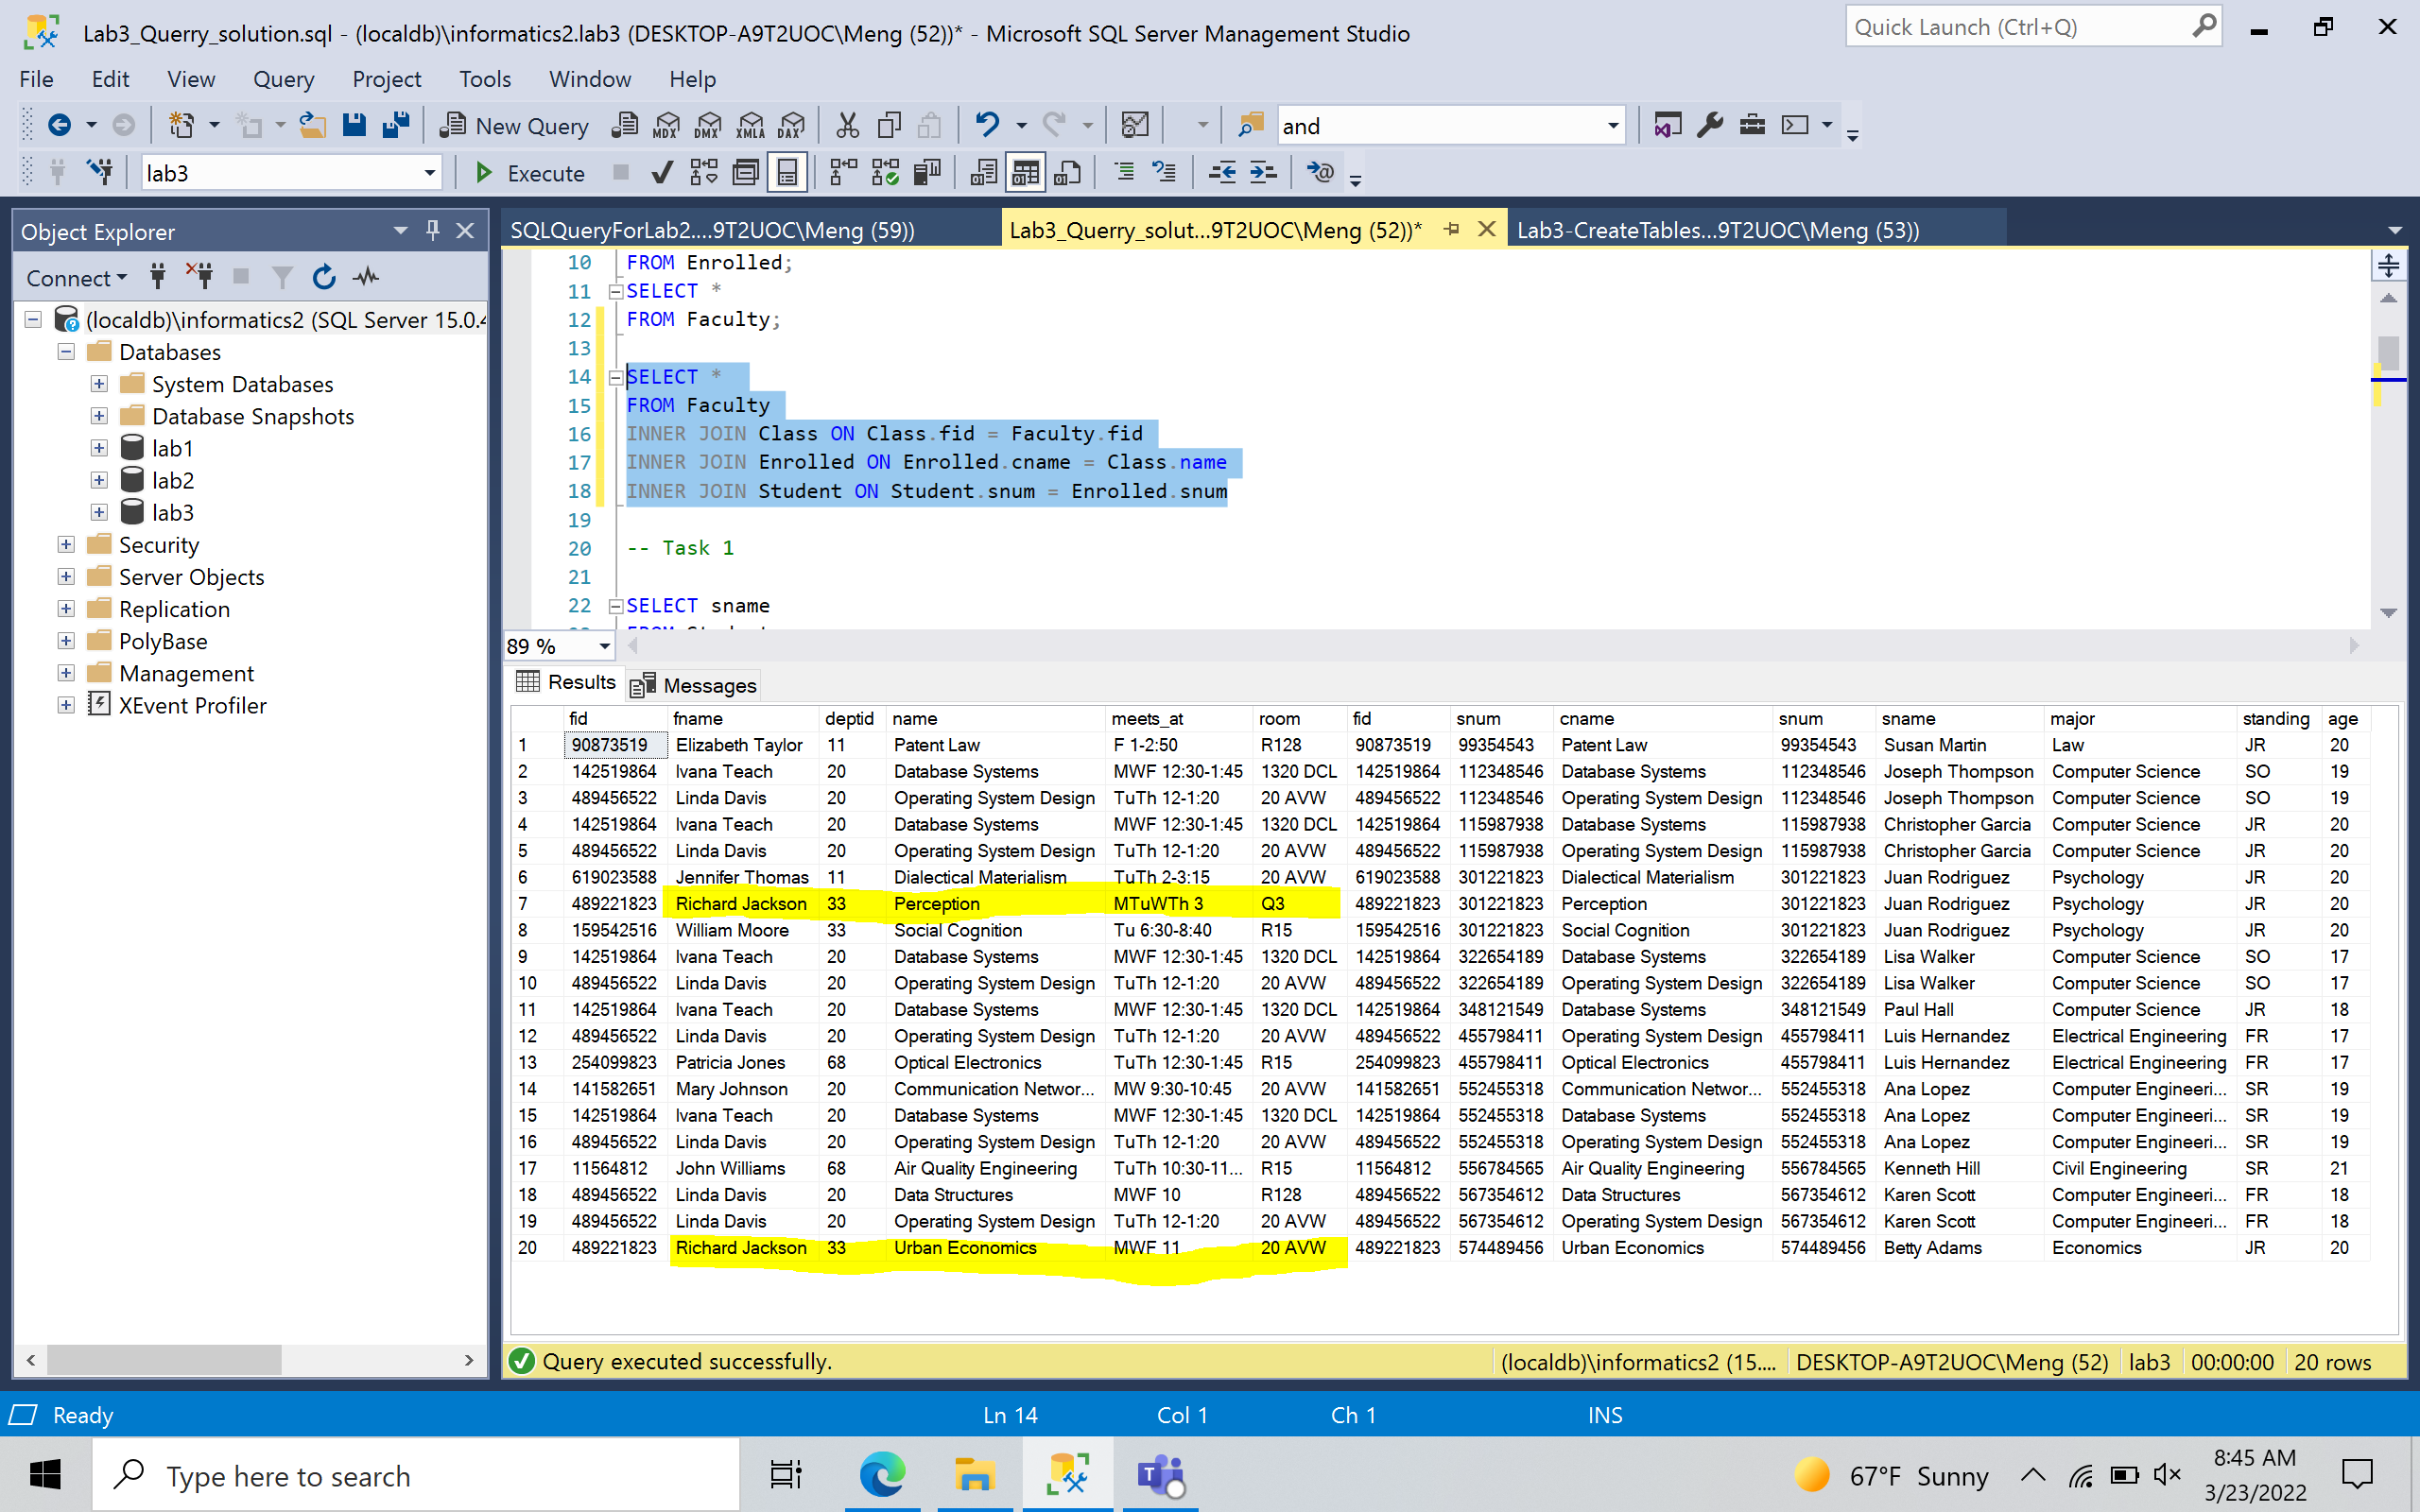 Lab3_Querry_solution.sql - (localdb)\informatics2.lab3 (DESKTOP-A9T2UOC\Meng (52))* - Microsoft SQL Server Management Studio
Quick Launch (Ctrl+Q)
File Edit View Query Project Tools Window Help
New Query MDX DMX XMLA DAX and
lab3 Execute
Object Explorer
SQLQueryForLab2....9T2UOC\Meng (59)) Lab3_Querry_solut...9T2UOC\Meng (52))* Lab3-CreateTables...9T2UOC\Meng (53))
Connect
(localdb)\informatics2 (SQL Server 15.0.4
Databases
System Databases
Database Snapshots
lab1
lab2
lab3
Security
Server Objects
Replication
PolyBase
Management
XEvent Profiler
10 FROM Enrolled;
11 SELECT *
12 FROM Faculty;
13
14 SELECT *
15 FROM Faculty
16 INNER JOIN Class ON Class.fid = Faculty.fid
17 INNER JOIN Enrolled ON Enrolled.cname = Class.name
18 INNER JOIN Student ON Student.snum = Enrolled.snum
19
20 -- Task 1
21
22 SELECT sname
89 %
Results Messages
fid fname deptid name meets_at room fid snum cname snum sname major standing age
1 90873519 Elizabeth Taylor 11 Patent Law F 1-2:50 R128 90873519 99354543 Patent Law 99354543 Susan Martin Law JR 20
2 142519864 Ivana Teach 20 Database Systems MWF 12:30-1:45 1320 DCL 142519864 112348546 Database Systems 112348546 Joseph Thompson Computer Science SO 19
3 489456522 Linda Davis 20 Operating System Design TuTh 12-1:20 20 AVW 489456522 112348546 Operating System Design 112348546 Joseph Thompson Computer Science SO 19
4 142519864 Ivana Teach 20 Database Systems MWF 12:30-1:45 1320 DCL 142519864 115987938 Database Systems 115987938 Christopher Garcia Computer Science JR 20
5 489456522 Linda Davis 20 Operating System Design TuTh 12-1:20 20 AVW 489456522 115987938 Operating System Design 115987938 Christopher Garcia Computer Science JR 20
6 619023588 Jennifer Thomas 11 Dialectical Materialism TuTh 2-3:15 20 AVW 619023588 301221823 Dialectical Materialism 301221823 Juan Rodriguez Psychology JR 20
7 489221823 Richard Jackson 33 Perception MTuWTh 3 Q3 489221823 301221823 Perception 301221823 Juan Rodriguez Psychology JR 20
8 159542516 William Moore 33 Social Cognition Tu 6:30-8:40 R15 159542516 301221823 Social Cognition 301221823 Juan Rodriguez Psychology JR 20
9 142519864 Ivana Teach 20 Database Systems MWF 12:30-1:45 1320 DCL 142519864 322654189 Database Systems 322654189 Lisa Walker Computer Science SO 17
10 489456522 Linda Davis 20 Operating System Design TuTh 12-1:20 20 AVW 489456522 322654189 Operating System Design 322654189 Lisa Walker Computer Science SO 17
11 142519864 Ivana Teach 20 Database Systems MWF 12:30-1:45 1320 DCL 142519864 348121549 Database Systems 348121549 Paul Hall Computer Science JR 18
12 489456522 Linda Davis 20 Operating System Design TuTh 12-1:20 20 AVW 489456522 455798411 Operating System Design 455798411 Luis Hernandez Electrical Engineering FR 17
13 254099823 Patricia Jones 68 Optical Electronics TuTh 12:30-1:45 R15 254099823 455798411 Optical Electronics 455798411 Luis Hernandez Electrical Engineering FR 17
14 141582651 Mary Johnson 20 Communication Networ... MW 9:30-10:45 20 AVW 141582651 552455318 Communication Networ... 552455318 Ana Lopez Computer Engineeri... SR 19
15 142519864 Ivana Teach 20 Database Systems MWF 12:30-1:45 1320 DCL 142519864 552455318 Database Systems 552455318 Ana Lopez Computer Engineeri... SR 19
16 489456522 Linda Davis 20 Operating System Design TuTh 12-1:20 20 AVW 489456522 552455318 Operating System Design 552455318 Ana Lopez Computer Engineeri... SR 19
17 11564812 John Williams 68 Air Quality Engineering TuTh 10:30-11... R15 11564812 556784565 Air Quality Engineering 556784565 Kenneth Hill Civil Engineering SR 21
18 489456522 Linda Davis 20 Data Structures MWF 10 R128 489456522 567354612 Data Structures 567354612 Karen Scott Computer Engineeri... FR 18
19 489456522 Linda Davis 20 Operating System Design TuTh 12-1:20 20 AVW 489456522 567354612 Operating System Design 567354612 Karen Scott Computer Engineeri... FR 18
20 489221823 Richard Jackson 33 Urban Economics MWF 11 20 AVW 489221823 574489456 Urban Economics 574489456 Betty Adams Economics JR 20
Query executed successfully. (localdb)\informatics2 (15.... DESKTOP-A9T2UOC\Meng (52) lab3 00:00:00 20 rows
Ready Ln 14 Col 1 Ch 1 INS
Type here to search
67°F Sunny
8:45 AM
3/23/2022